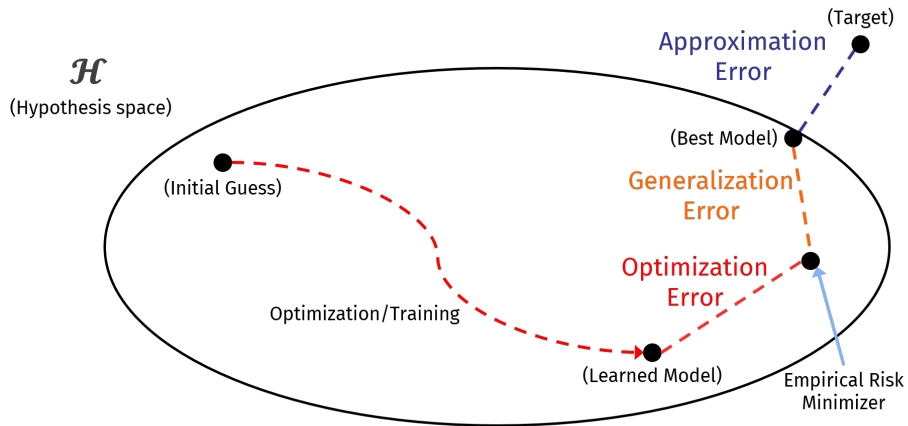 (Target)
Approximation
Error
ℋ
(Hypothesis space)
(Best Model)
(Initial Guess)
Generalization
Error
Optimization
Error
Optimization/Training
(Learned Model)
Empirical Risk
Minimizer